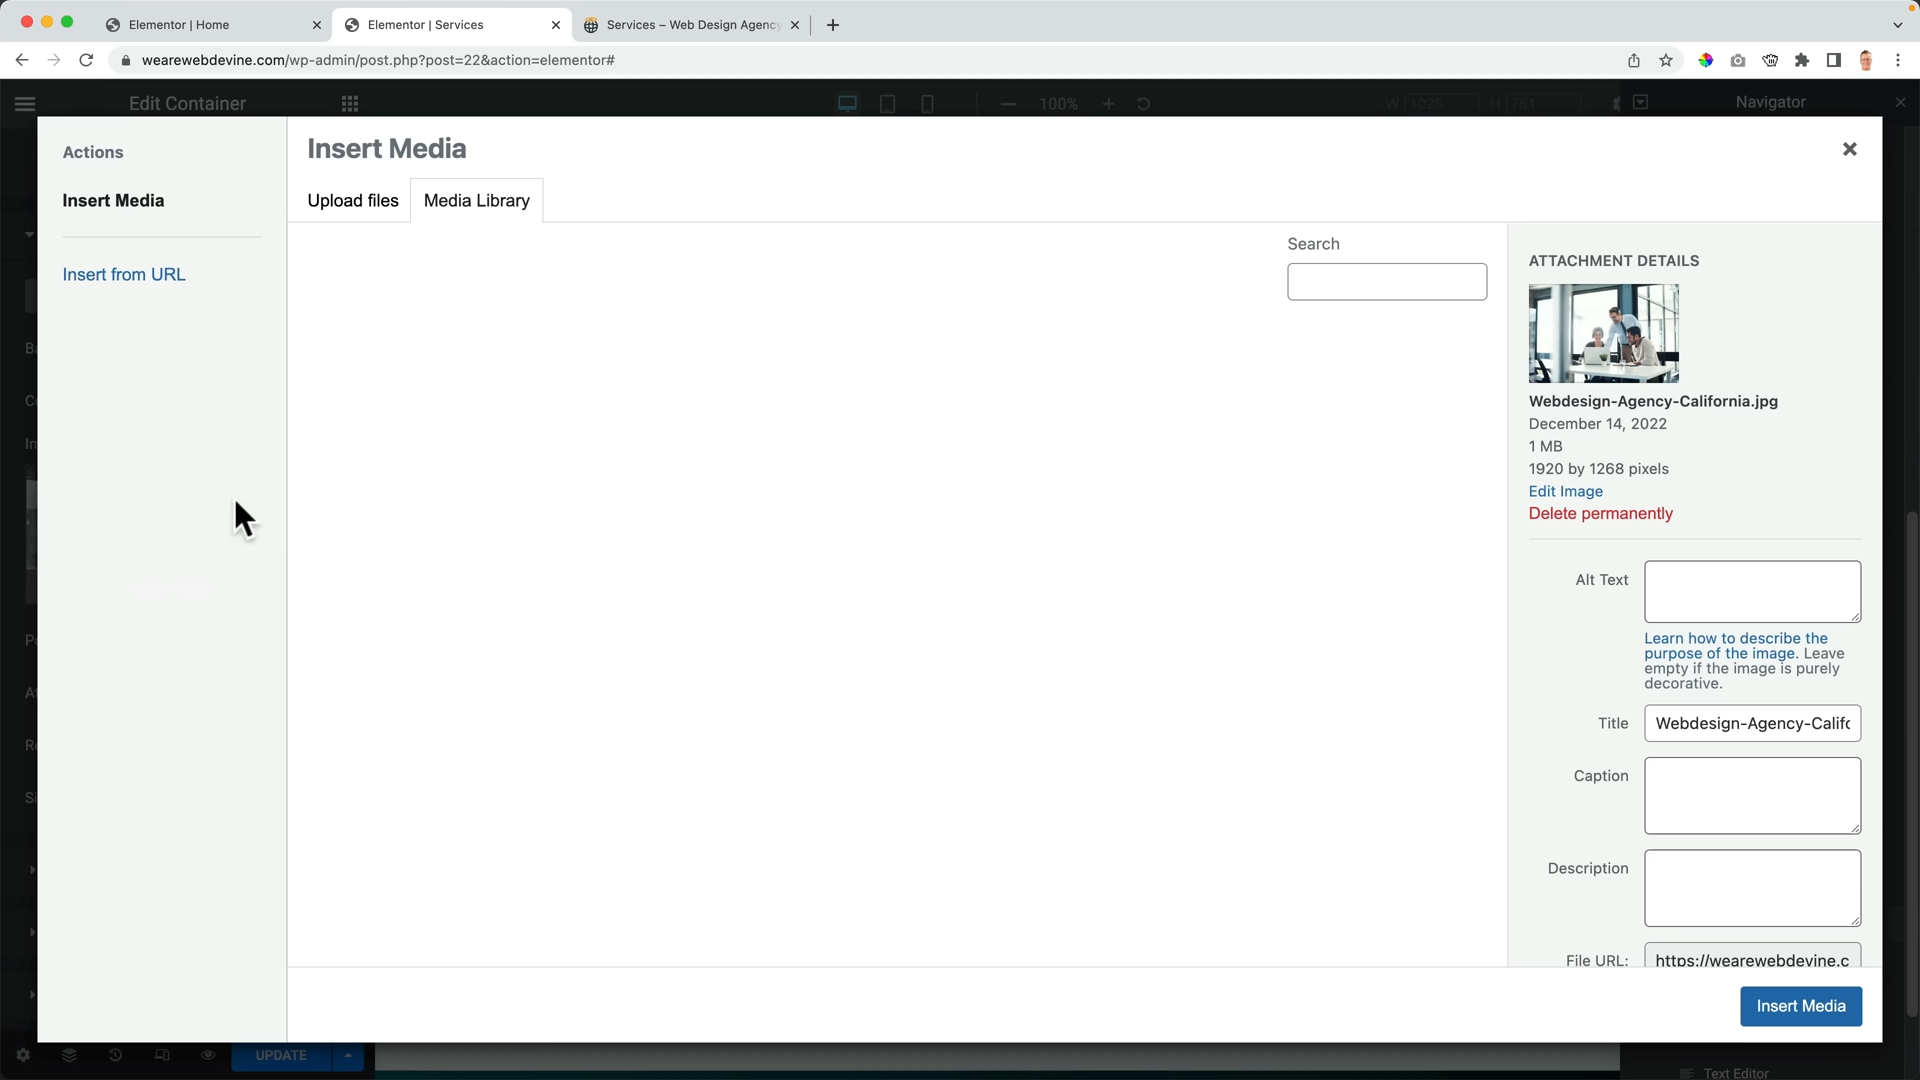 Elementor | Home
Elementor | Services
Services – Web Design Agency
wearewebdevine.com/wp-admin/post.php?post=22&action=elementor#
Edit Container
100%
W 1025 H 761
Navigator
Actions
Insert Media
Insert from URL
Insert Media
Upload files
Media Library
Search
ATTACHMENT DETAILS
Webdesign-Agency-California.jpg
December 14, 2022
1 MB
1920 by 1268 pixels
Edit Image
Delete permanently
Alt Text
Learn how to describe the
purpose of the image. Leave
empty if the image is purely
decorative.
Title
Webdesign-Agency-Califo
Caption
Description
File URL:
https://wearewebdevine.c
Insert Media
UPDATE
Text Editor